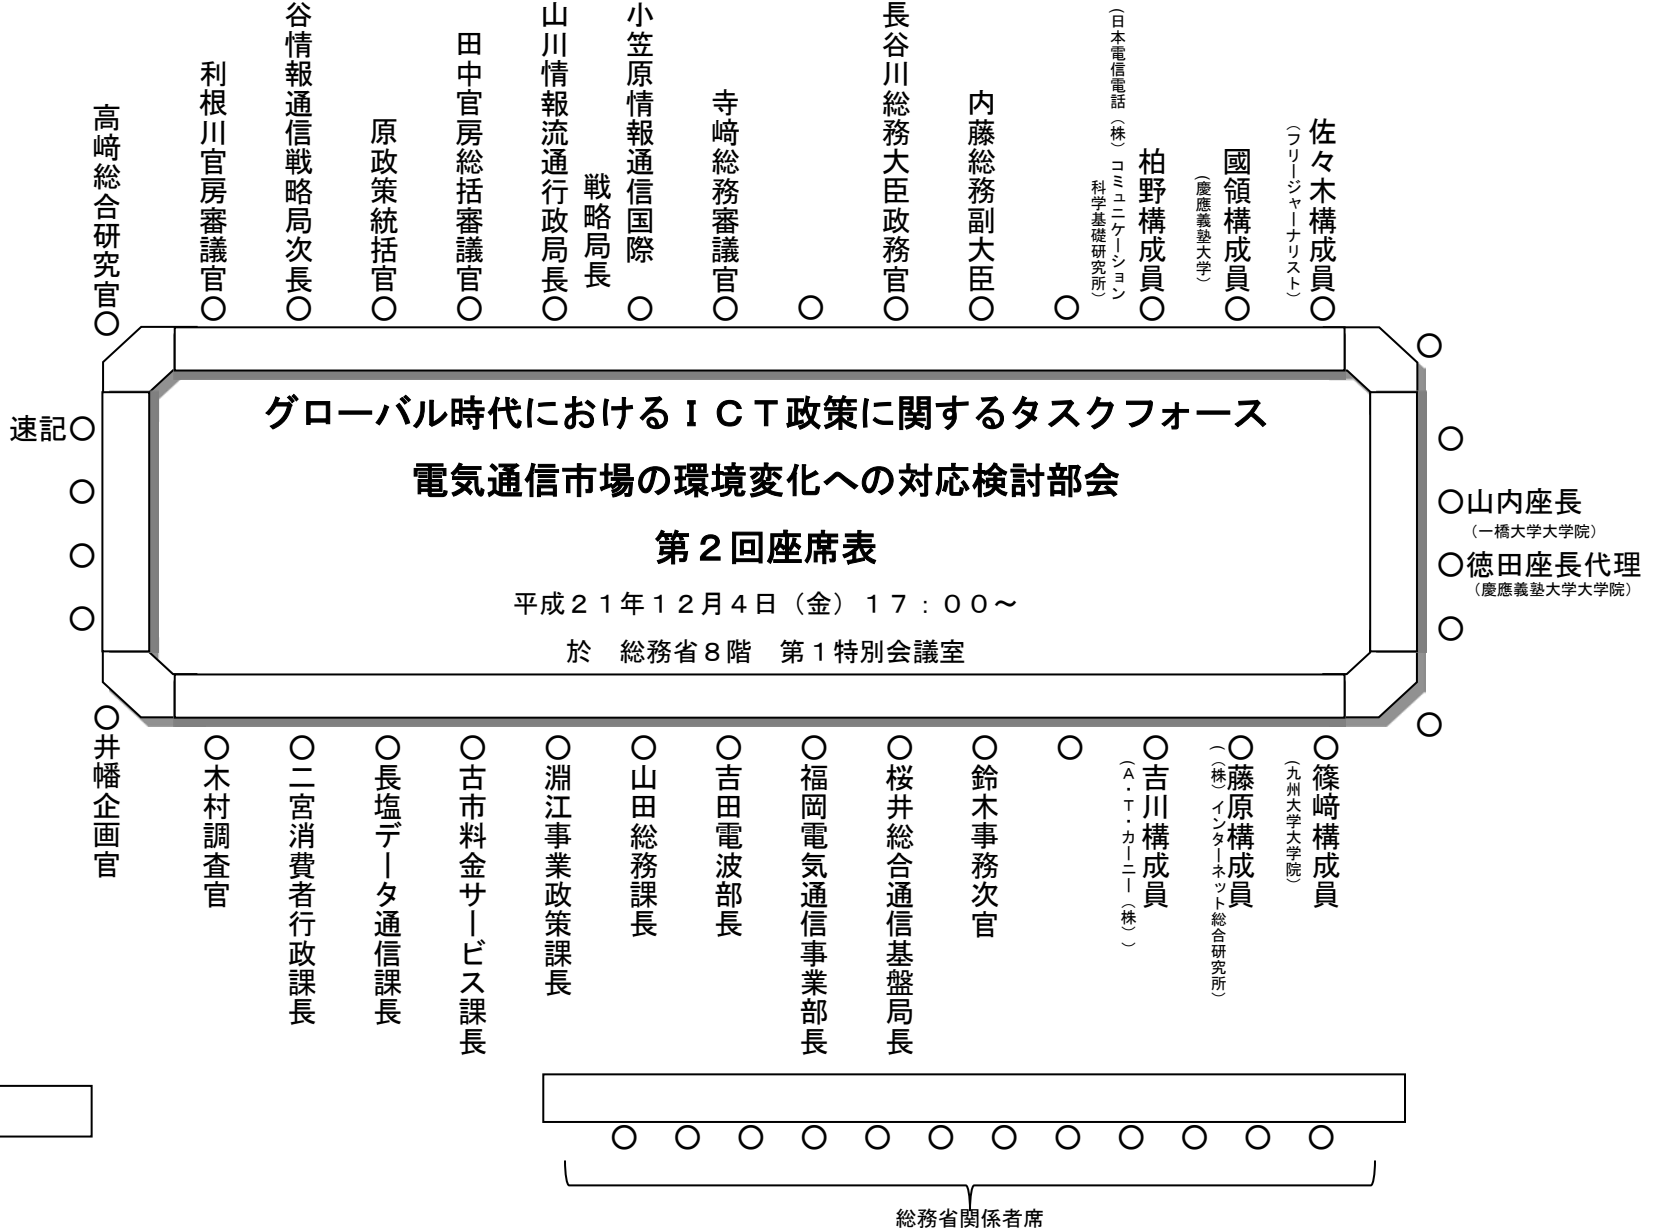 高﨑総合研究官
利根川官房審議官
谷情報通信戦略局次長
原政策統括官
田中官房総括審議官
山川情報流通行政局長
小笠原情報通信国際
戦略局長
寺﨑総務審議官
長谷川総務大臣政務官
内藤総務副大臣
柏野構成員
（日本電信電話（株）コミュニケーション
科学基礎研究所）
國領構成員
（慶應義塾大学）
佐々木構成員
（フリージャーナリスト）
速記
グローバル時代におけるＩＣＴ政策に関するタスクフォース
電気通信市場の環境変化への対応検討部会
第２回座席表
平成２１年１２月４日（金）１７：００～
於　総務省８階　第１特別会議室
山内座長
（一橋大学大学院）
徳田座長代理
（慶應義塾大学大学院）
井幡企画官
木村調査官
二宮消費者行政課長
長塩データ通信課長
古市料金サービス課長
淵江事業政策課長
山田総務課長
吉田電波部長
福岡電気通信事業部長
桜井総合通信基盤局長
鈴木事務次官
吉川構成員
（Ａ・Ｔ・カーニー（株））
藤原構成員
（（株）インターネット総合研究所）
篠﨑構成員
（九州大学大学院）
総務省関係者席